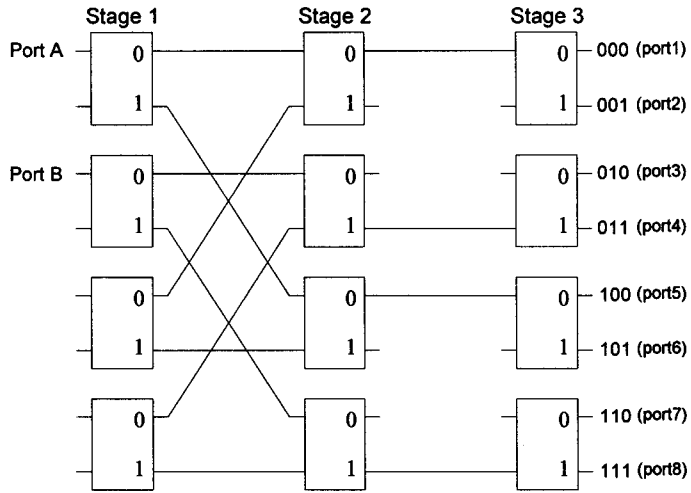 Stage 1 Stage 2 Stage 3
Port A 0 0 0 000 (port1)
1 1 1 001 (port2)
Port B 0 0 0 010 (port3)
1 1 1 011 (port4)
0 0 0 100 (port5)
1 1 1 101 (port6)
0 0 0 110 (port7)
1 1 1 111 (port8)